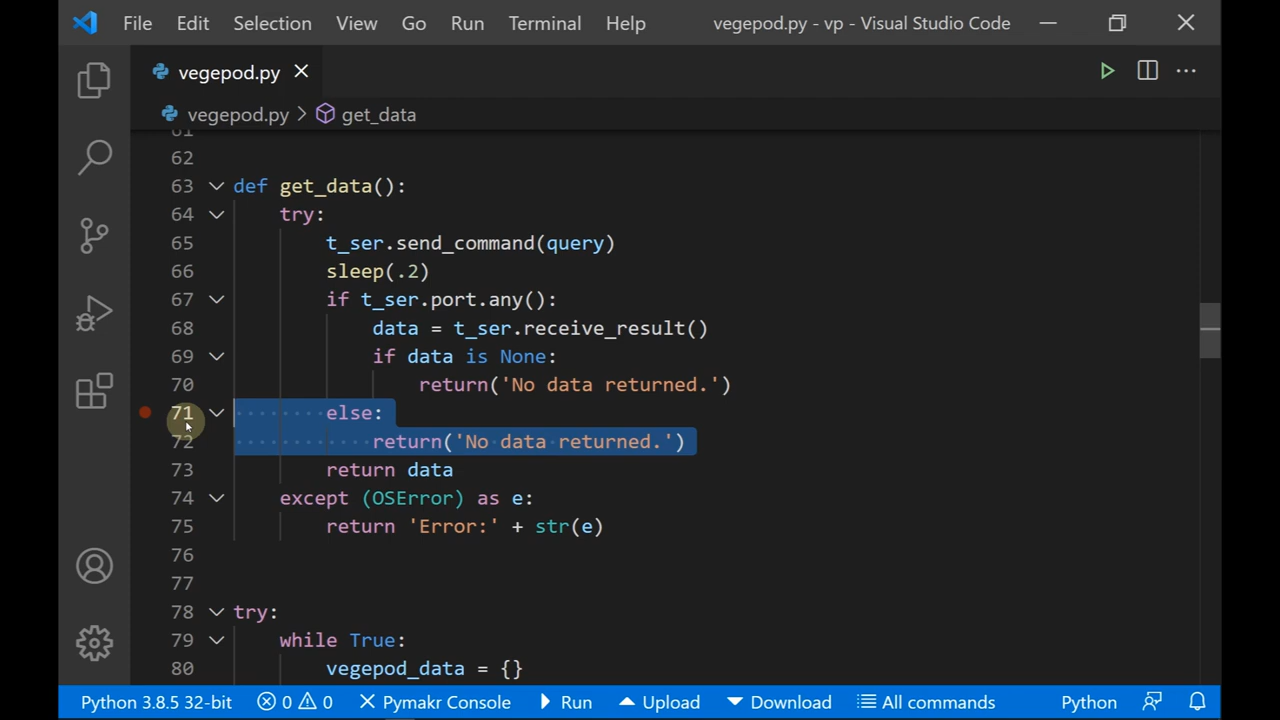 File Edit Selection View Go Run Terminal Help vegepod.py - vp - Visual Studio Code
vegepod.py
vegepod.py > get_data
61
62
63 def get_data():
64 try:
65 t_ser.send_command(query)
66 sleep(.2)
67 if t_ser.port.any():
68 data = t_ser.receive_result()
69 if data is None:
70 return('No data returned.')
71 else:
72 return('No data returned.')
73 return data
74 except (OSError) as e:
75 return 'Error:' + str(e)
76
77
78 try:
79 while True:
80 vegepod_data = {}
Python 3.8.5 32-bit 0 0 Pymakr Console Run Upload Download All commands Python